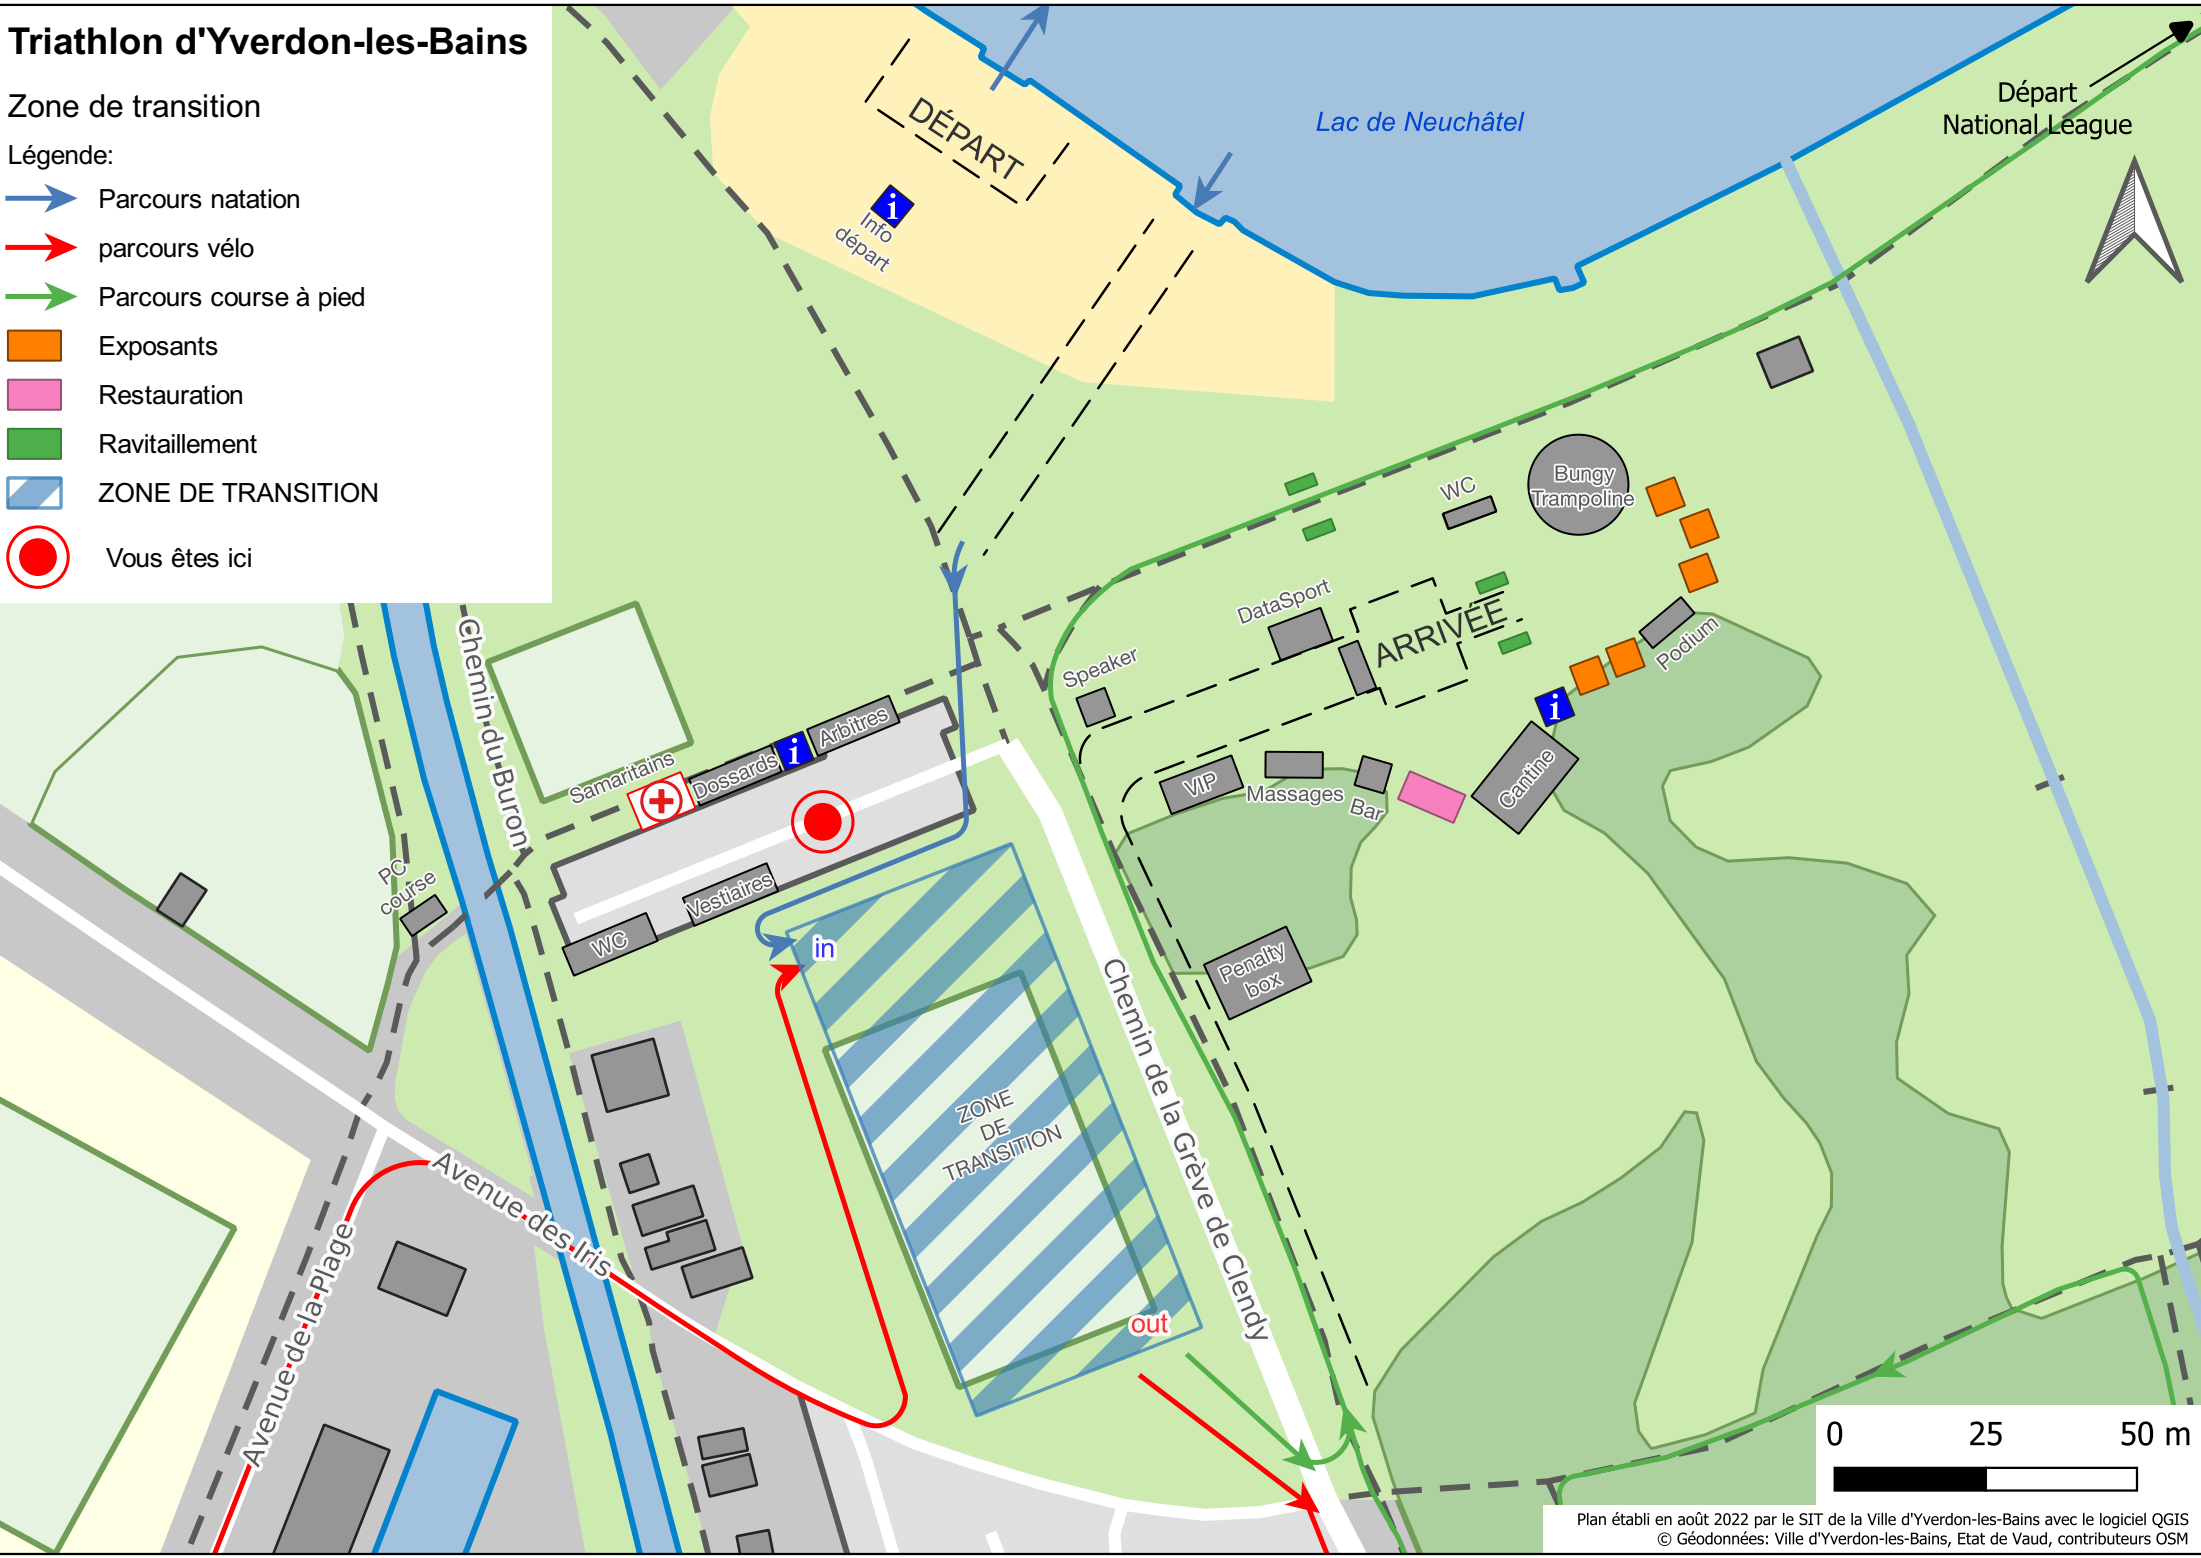 Triathlon d'Yverdon-les-Bains
Zone de transition
Légende:
Parcours natation
parcours vélo
Parcours course à pied
Exposants
Restauration
Ravitaillement
ZONE DE TRANSITION
Vous êtes ici
DÉPART
i
Info
départ
Lac de Neuchâtel
Départ
National League
WC
Bungy
Trampoline
DataSport
ARRIVÉE
Speaker
Podium
i
Cantine
VIP
Massages
Bar
Penalty
box
Chemin du Buron
Samaritains
Dossards
i
Arbitres
Vestiaires
WC
PC
course
in
ZONE
DE
TRANSITION
out
Chemin de la Grève de Clendy
Avenue des Iris
Avenue de la Plage
0 25 50 m
Plan établi en août 2022 par le SIT de la Ville d'Yverdon-les-Bains avec le logiciel QGIS
© Géodonnées: Ville d'Yverdon-les-Bains, Etat de Vaud, contributeurs OSM